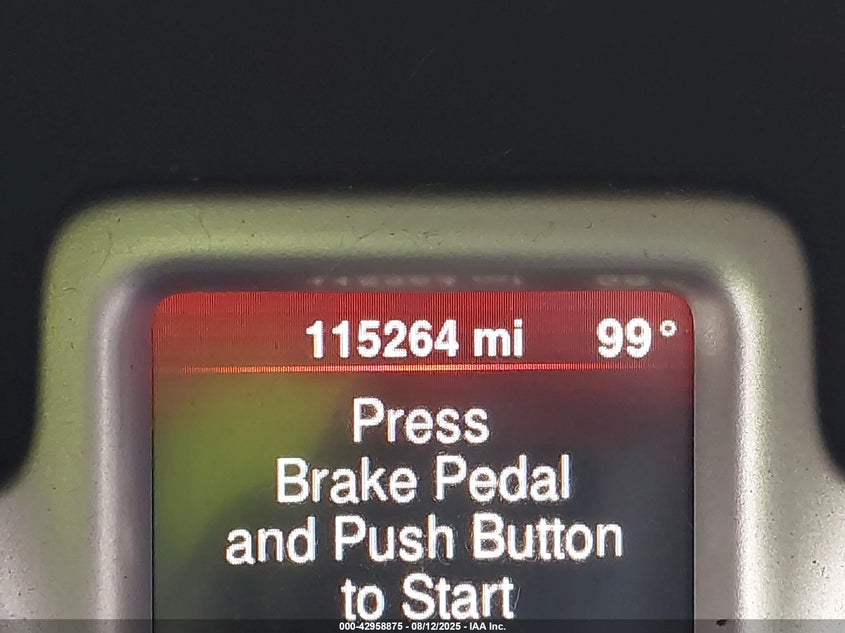 115264 mi 99°
Press
Brake Pedal
and Push Button
to Start
000-42958875 - 08/12/2025 - IAA Inc.